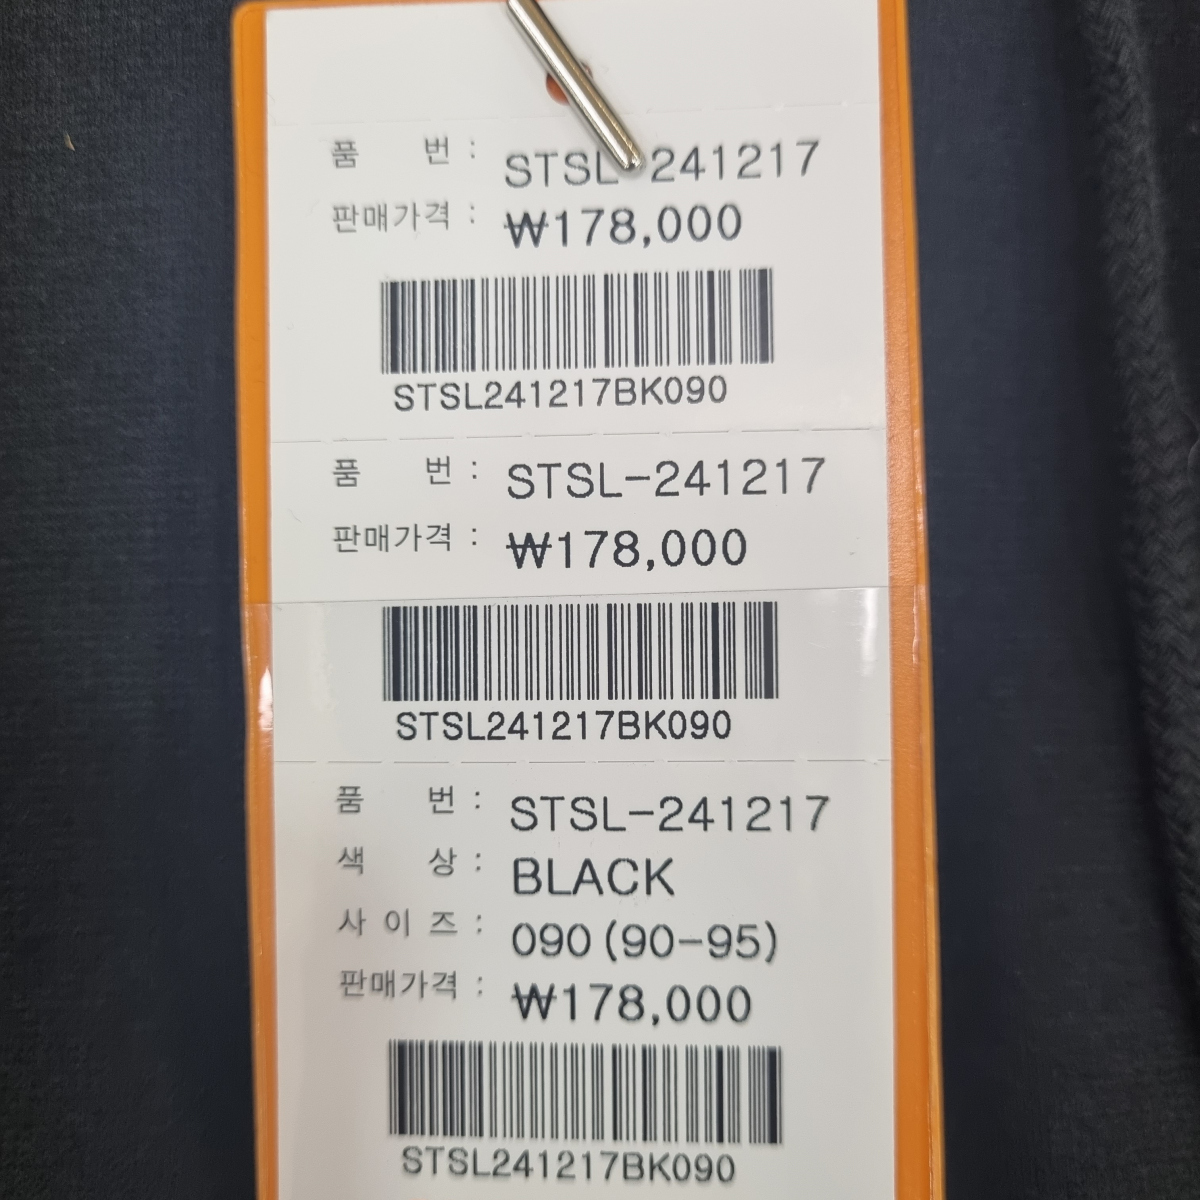 품 번 : STSL-241217
판매가격 : ₩178,000
STSL241217BK090
품 번 : STSL-241217
판매가격 : ₩178,000
STSL241217BK090
품 번 : STSL-241217
색 상 : BLACK
사 이 즈 : 090 (90-95)
판매가격 : ₩178,000
STSL241217BK090